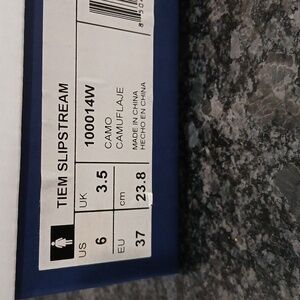 TIEM SLIPSTREAM
100014W
CAMO
CAMUFLAJE
MADE IN CHINA
HECHO EN CHINA
US
6
UK
3.5
EU
37
cm
23.8